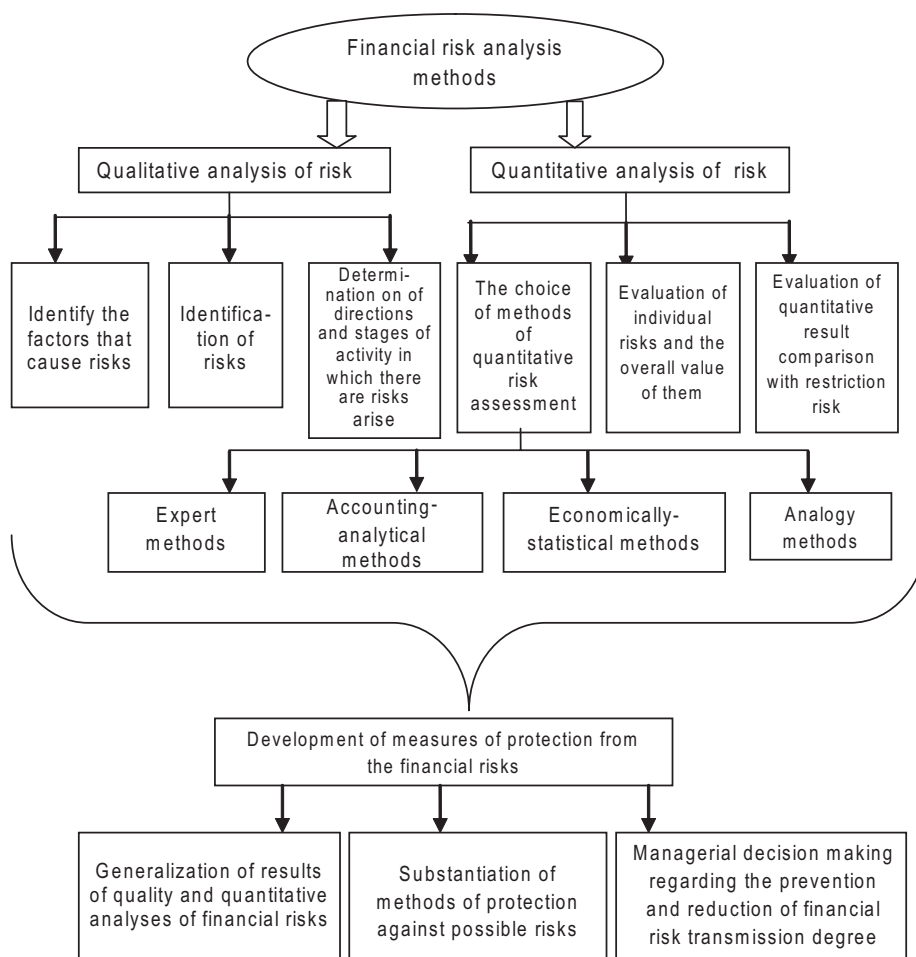 Financial risk analysis
methods
Qualitative analysis of risk
Quantitative analysis of risk
Identify the
factors that
cause risks
Identifica-
tion of
risks
Determi-
nation on of
directions
and stages of
activity in
which there
are risks
arise
The choice
of methods
of
quantitative
risk
assessment
Evaluation of
individual
risks and the
overall value
of them
Evaluation of
quantitative
result
comparison
with restriction
risk
Expert
methods
Accounting-
analytical
methods
Economically-
statistical methods
Analogy
methods
Development of measures of protection from
the financial risks
Generalization of results
of quality and quantitative
analyses of financial risks
Substantiation of
methods of protection
against possible risks
Managerial decision making
regarding the prevention
and reduction of financial
risk transmission degree